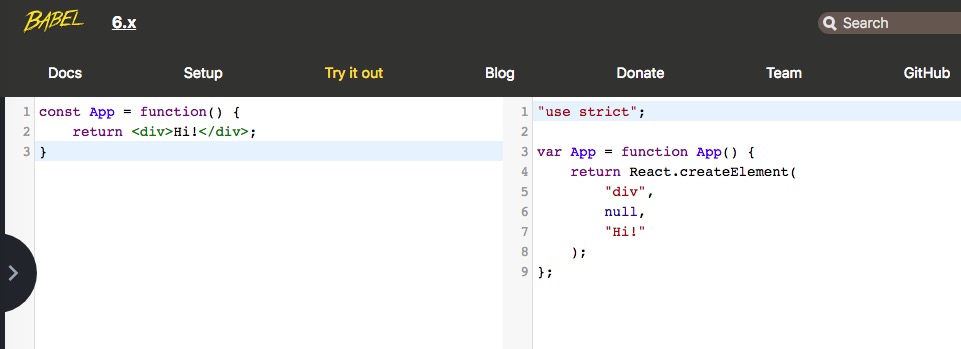 BABEL 6.x Search
Docs Setup Try it out Blog Donate Team GitHub
1 const App = function() {
2     return <div>Hi!</div>;
3 }
1 "use strict";
2
3 var App = function App() {
4     return React.createElement(
5         "div",
6         null,
7         "Hi!"
8     );
9 };